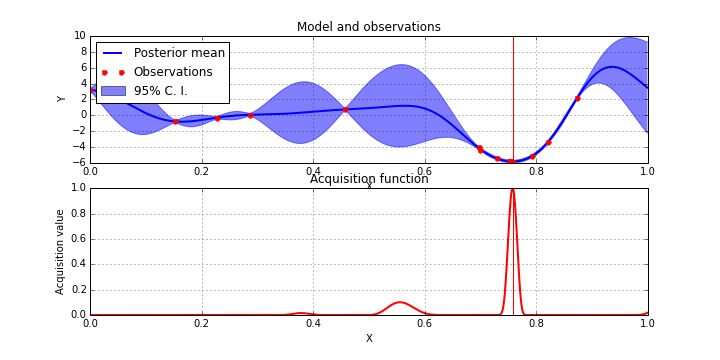 Model and observations
10
8
6
4
2
0
−2
−4
−6
Y
Posterior mean
Observations
95% C. I.
0.0 0.2 0.4 0.6 0.8 1.0
X
Acquisition function
1.0
0.8
0.6
0.4
0.2
0.0
Acquisition value
0.0 0.2 0.4 0.6 0.8 1.0
X